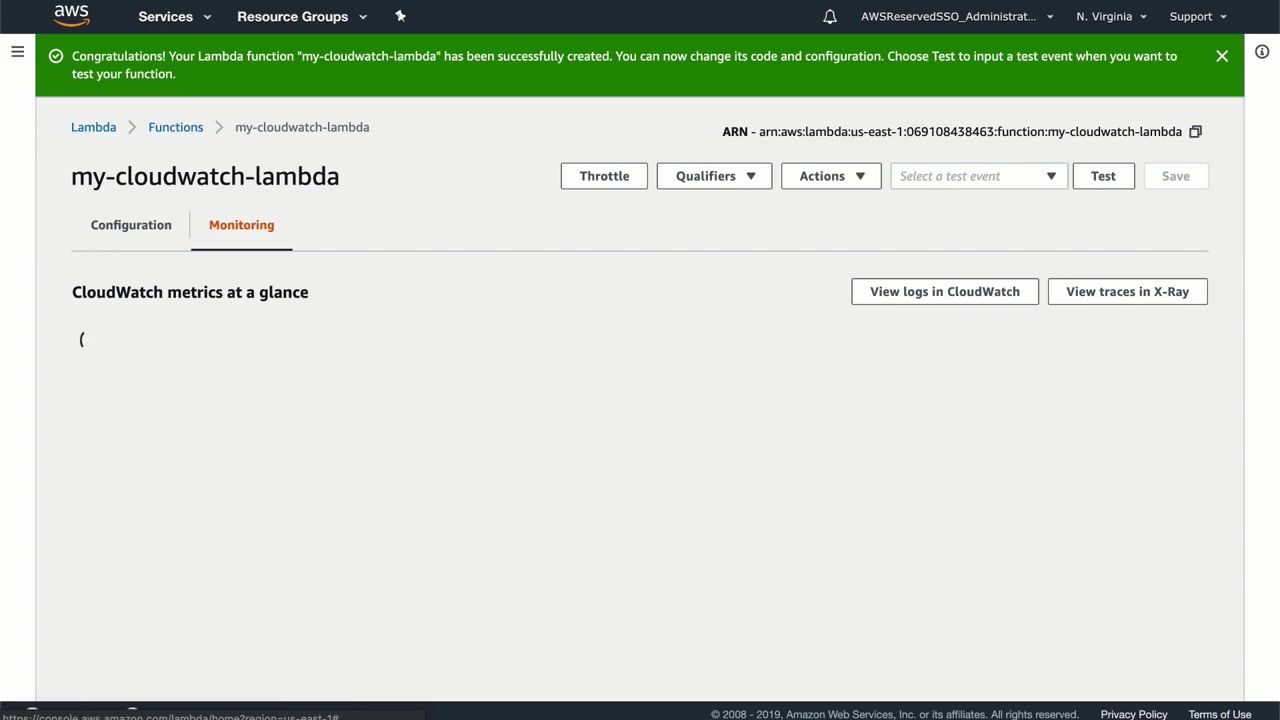 aws
Services
Resource Groups
AWSReservedSSO_Administrat...
N. Virginia
Support
Congratulations! Your Lambda function "my-cloudwatch-lambda" has been successfully created. You can now change its code and configuration. Choose Test to input a test event when you want to
test your function.
Lambda
Functions
my-cloudwatch-lambda
ARN - arn:aws:lambda:us-east-1:069108438463:function:my-cloudwatch-lambda
my-cloudwatch-lambda
Throttle
Qualifiers
Actions
Select a test event
Test
Save
Configuration
Monitoring
CloudWatch metrics at a glance
View logs in CloudWatch
View traces in X-Ray
https://console.aws.amazon.com/lambda/home?region=us-east-1#
© 2008 - 2019, Amazon Web Services, Inc. or its affiliates. All rights reserved.
Privacy Policy
Terms of Use